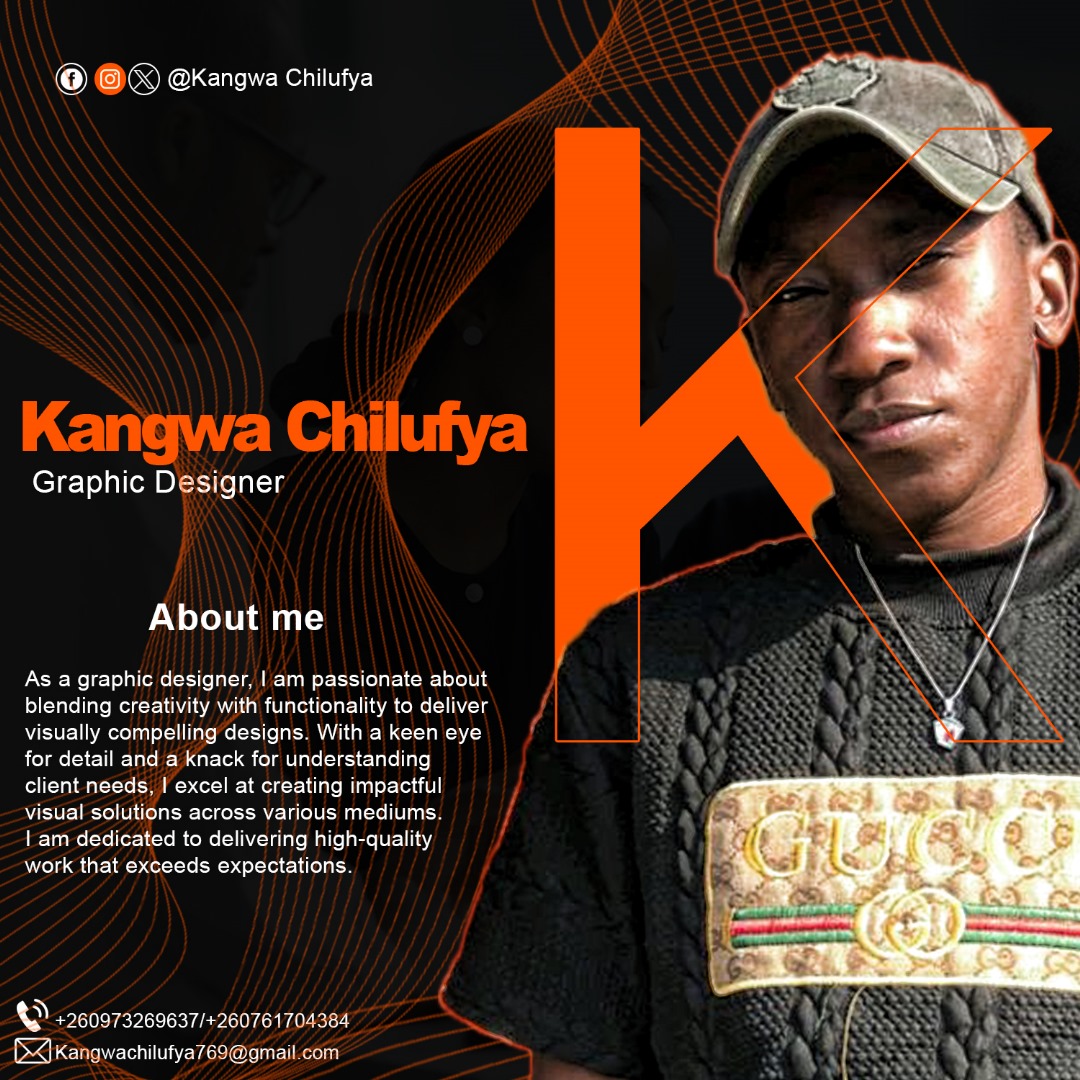 @Kangwa Chilufya
K
Kangwa Chilufya
Graphic Designer
About me
As a graphic designer, I am passionate about
blending creativity with functionality to deliver
visually compelling designs. With a keen eye
for detail and a knack for understanding
client needs, I excel at creating impactful
visual solutions across various mediums.
I am dedicated to delivering high-quality
work that exceeds expectations.
GUCCI
+260973269637/+260761704384
Kangwachilufya769@gmail.com